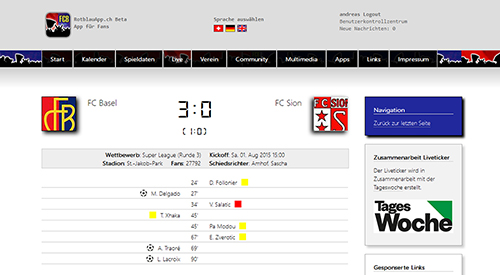 FCB
RotblauApp.ch Beta
App für Fans
Sprache auswählen
andreas Logout
Benutzerkontrollzentrum
Neue Nachrichten: 0
Start Kalender Spieldaten Live Verein Community Multimedia Apps Links Impressum
FC Basel
3:0
(1:0)
FC Sion
FC SION
Wettbewerb: Super League (Runde 3) Kickoff: Sa. 01. Aug 2015 15:00
Stadion: St.-Jakob-Park Fans: 27792 Schiedsrichter: Amhof, Sascha
24' D. Follonier
M. Delgado 27'
34' V. Salatic
T. Xhaka 45'
45' Pa Modou
67' E. Zverotic
A. Traoré 69'
L. Lacroix 90'
Navigation
Zurück zur letzten Seite
Zusammenarbeit Liveticker
Der Liveticker wird in
Zusammenarbeit mit der
Tageswoche erstellt.
Tages
Woche
Gesponserte Links